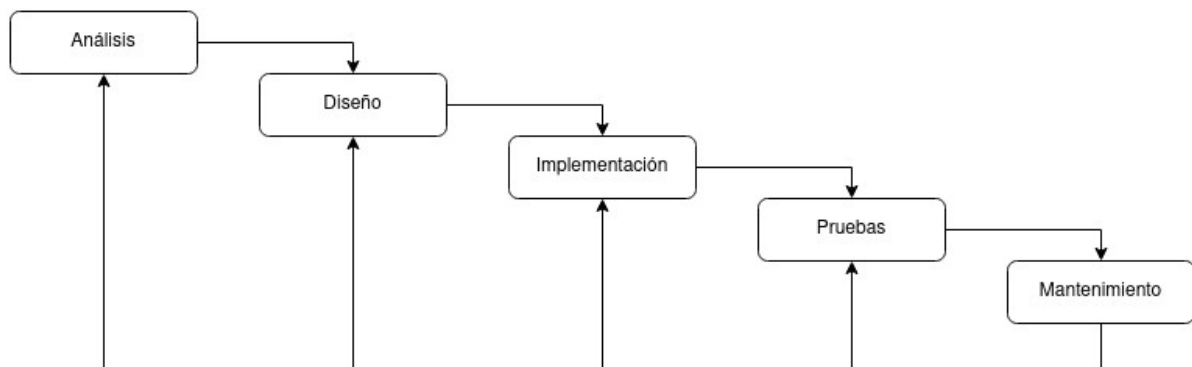 Análisis
Diseño
Implementación
Pruebas
Mantenimiento